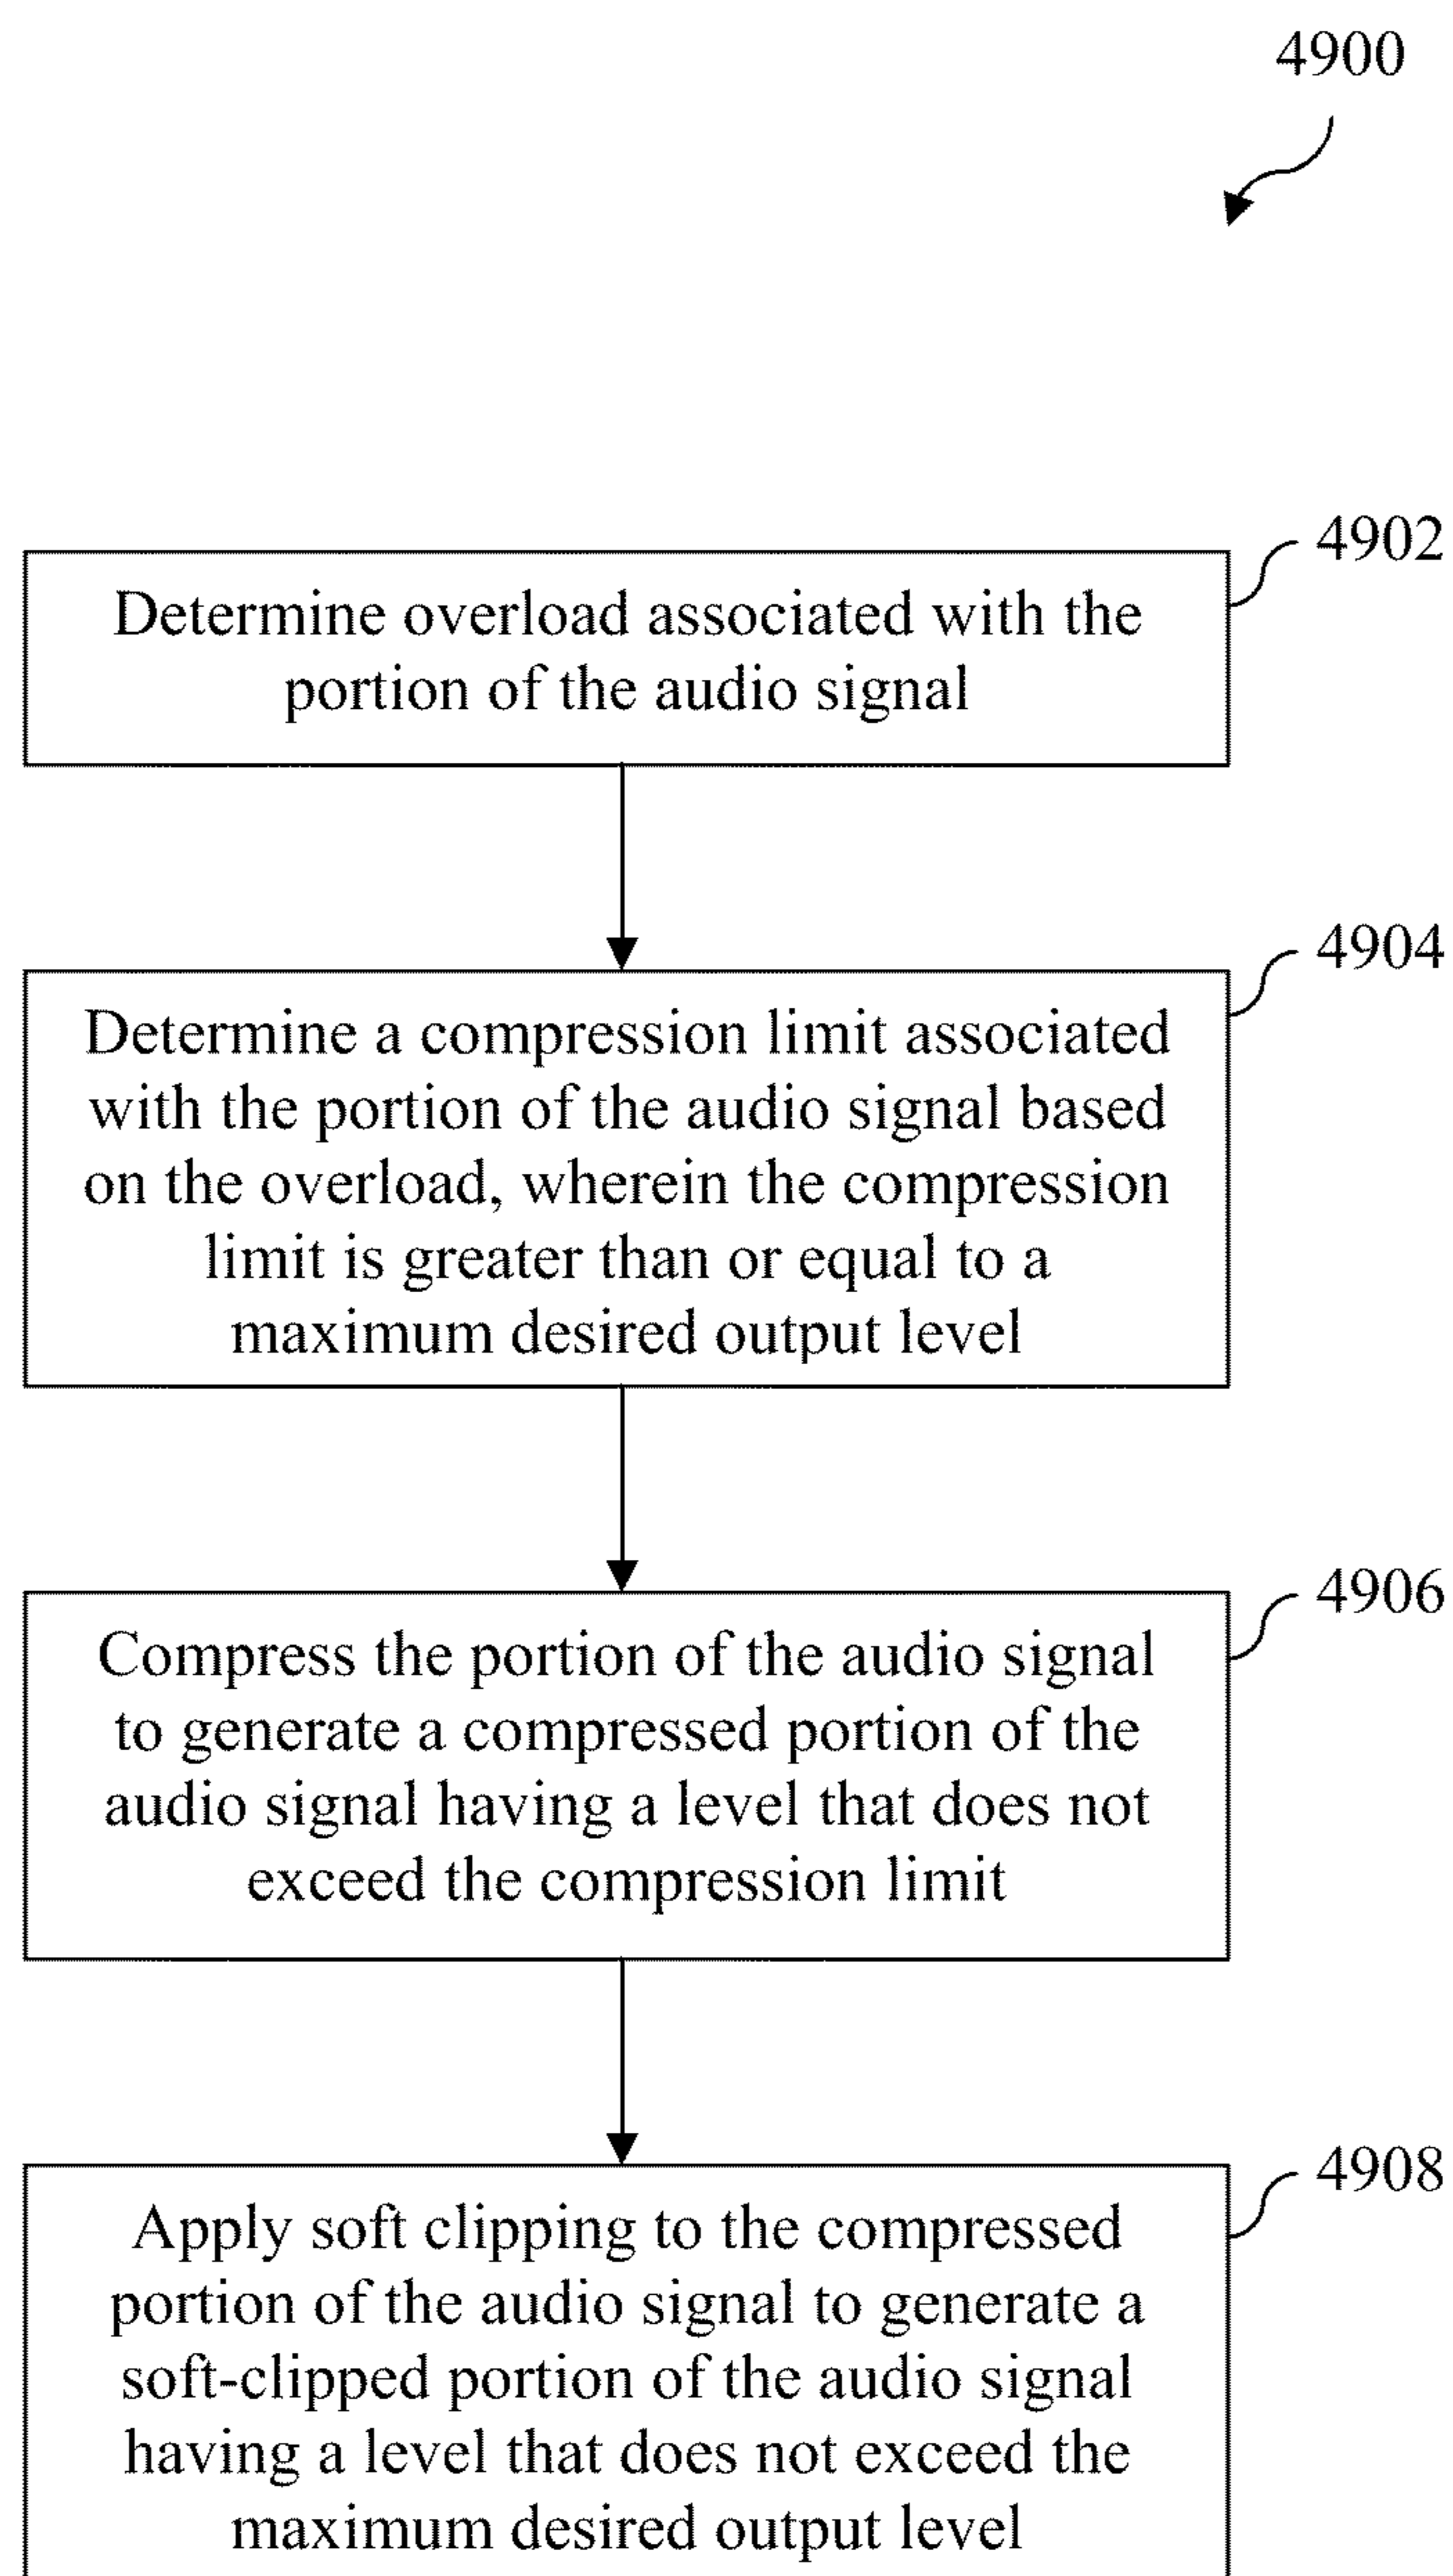 4900
4902
Determine overload associated with the
portion of the audio signal
4904
Determine a compression limit associated
with the portion of the audio signal based
on the overload, wherein the compression
limit is greater than or equal to a
maximum desired output level
4906
Compress the portion of the audio signal
to generate a compressed portion of the
audio signal having a level that does not
exceed the compression limit
4908
Apply soft clipping to the compressed
portion of the audio signal to generate a
soft-clipped portion of the audio signal
having a level that does not exceed the
maximum desired output level